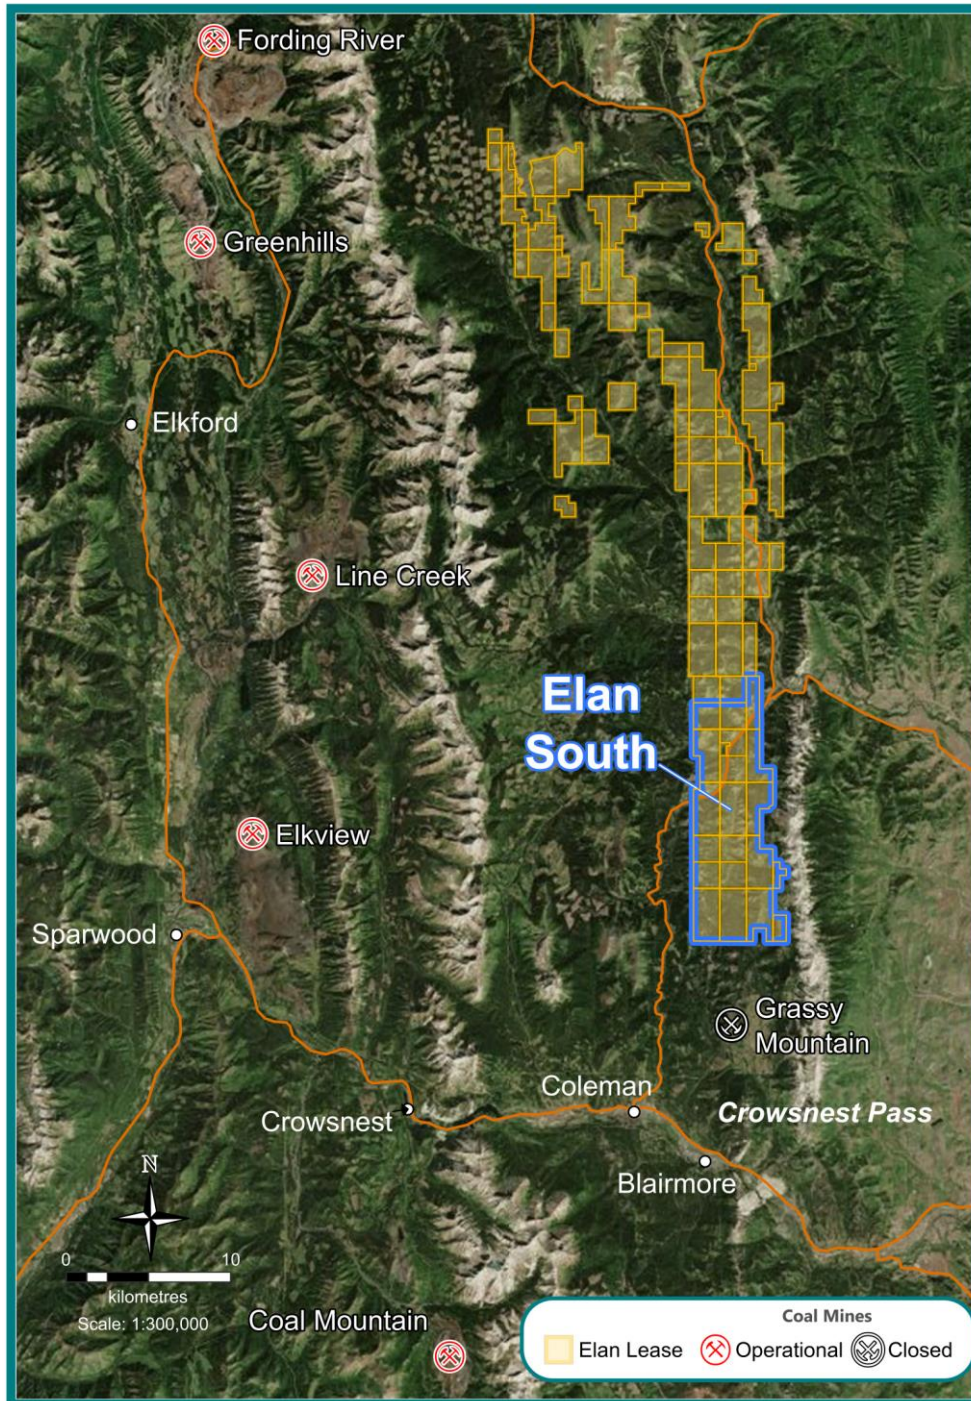 Fording River
Greenhills
Elkford
Line Creek
Elan
South
Elkview
Sparwood
Grassy
Mountain
Coleman
Crowsnest
Crowsnest Pass
Blairmore
N
0 10
kilometres
Scale: 1:300,000
Coal Mountain
Coal Mines
Elan Lease Operational Closed